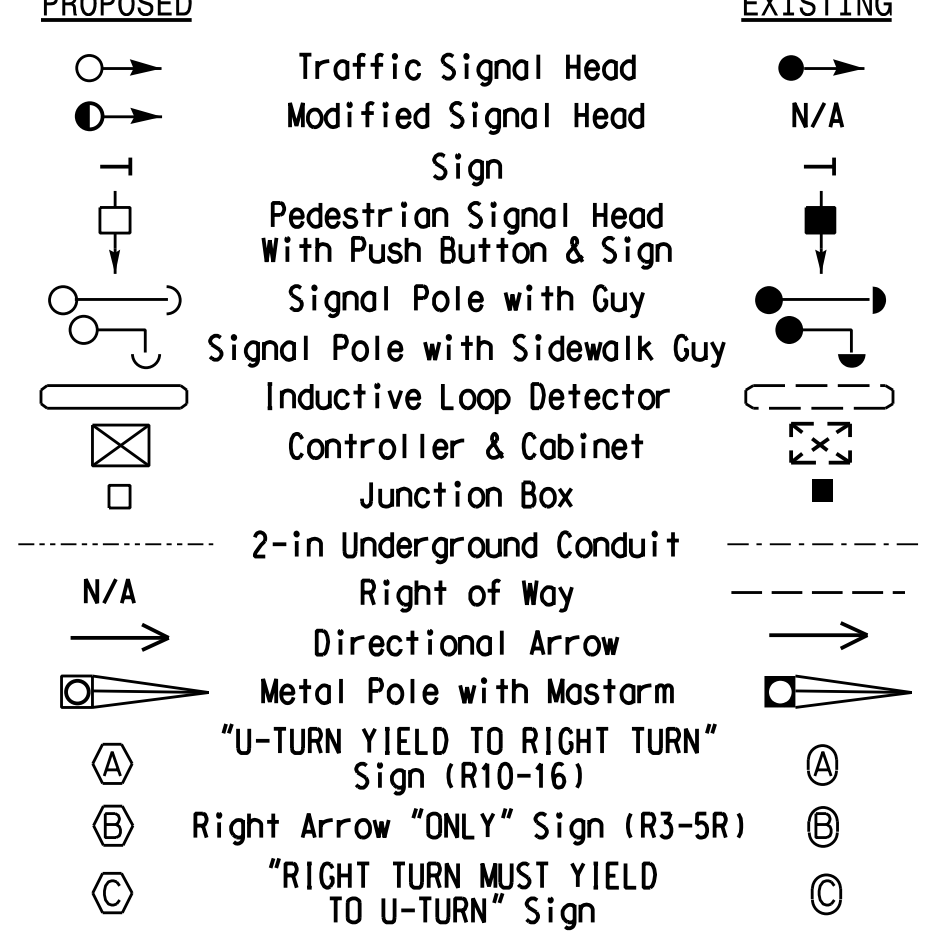 PROPOSED EXISTING
Traffic Signal Head
Modified Signal Head N/A
Sign
Pedestrian Signal Head
With Push Button & Sign
Signal Pole with Guy
Signal Pole with Sidewalk Guy
Inductive Loop Detector
Controller & Cabinet
Junction Box
2-in Underground Conduit
N/A Right of Way
Directional Arrow
Metal Pole with Mastarm
"U-TURN YIELD TO RIGHT TURN"
A Sign (R10-16) A
B Right Arrow "ONLY" Sign (R3-5R) B
"RIGHT TURN MUST YIELD
C TO U-TURN" Sign C